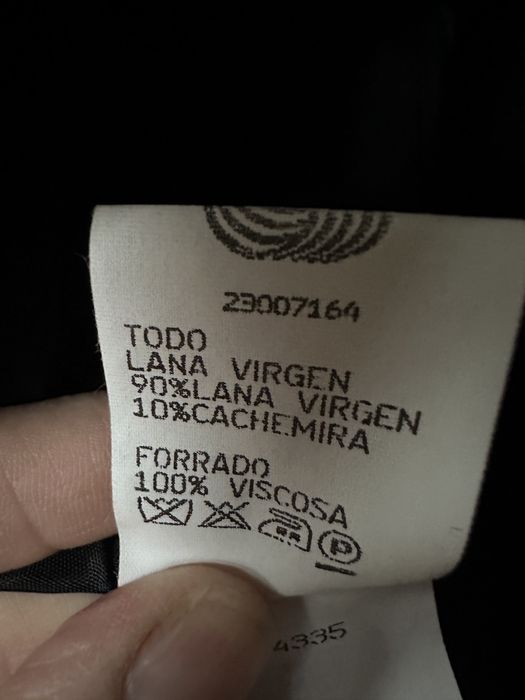 23007164
TODO
LANA VIRGEN
90%LANA VIRGEN
10%CACHEMIRA
FORRADO
100% VISCOSA
P
4335